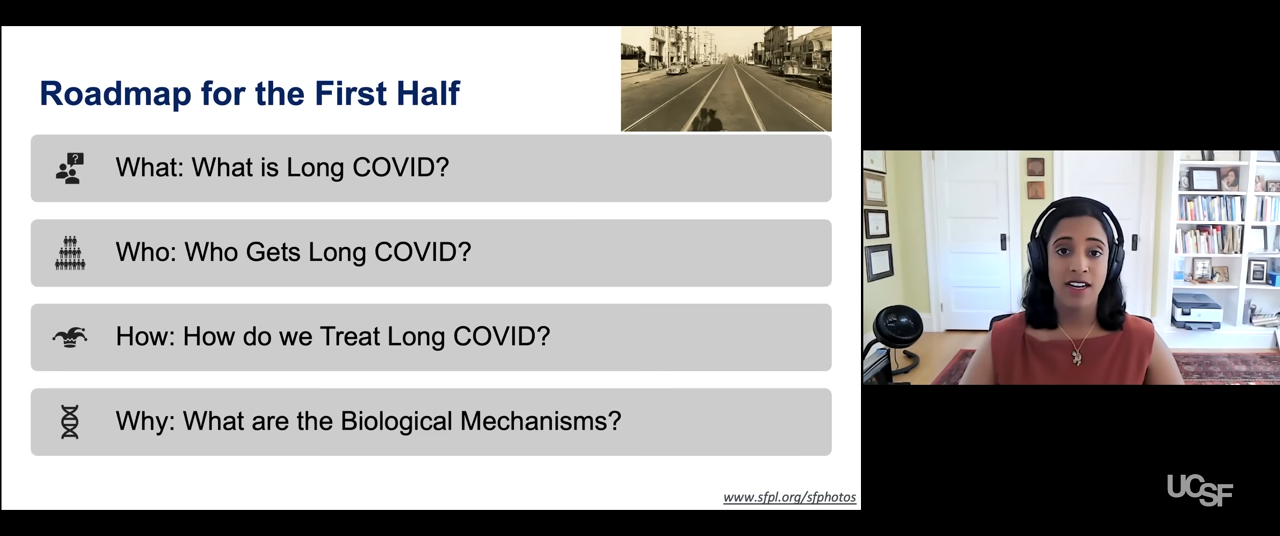 Roadmap for the First Half
What: What is Long COVID?
Who: Who Gets Long COVID?
How: How do we Treat Long COVID?
Why: What are the Biological Mechanisms?
www.sfpl.org/sfphotos
UCSF